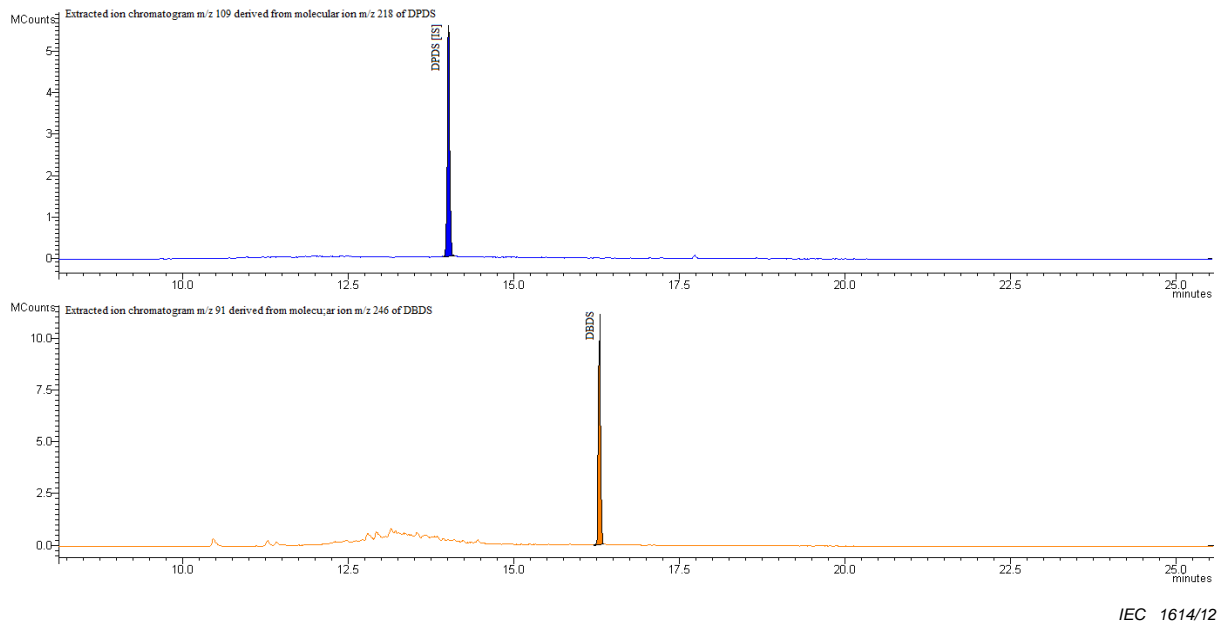 MCounts
Extracted ion chromatogram m/z 109 derived from molecular ion m/z 218 of DPDS
DPDS [IS]
5
4
3
2
1
0
10.0 12.5 15.0 17.5 20.0 22.5 25.0
minutes
MCounts
Extracted ion chromatogram m/z 91 derived from molecu;ar ion m/z 246 of DBDS
DBDS
10.0
7.5
5.0
2.5
0.0
10.0 12.5 15.0 17.5 20.0 22.5 25.0
minutes
IEC 1614/12